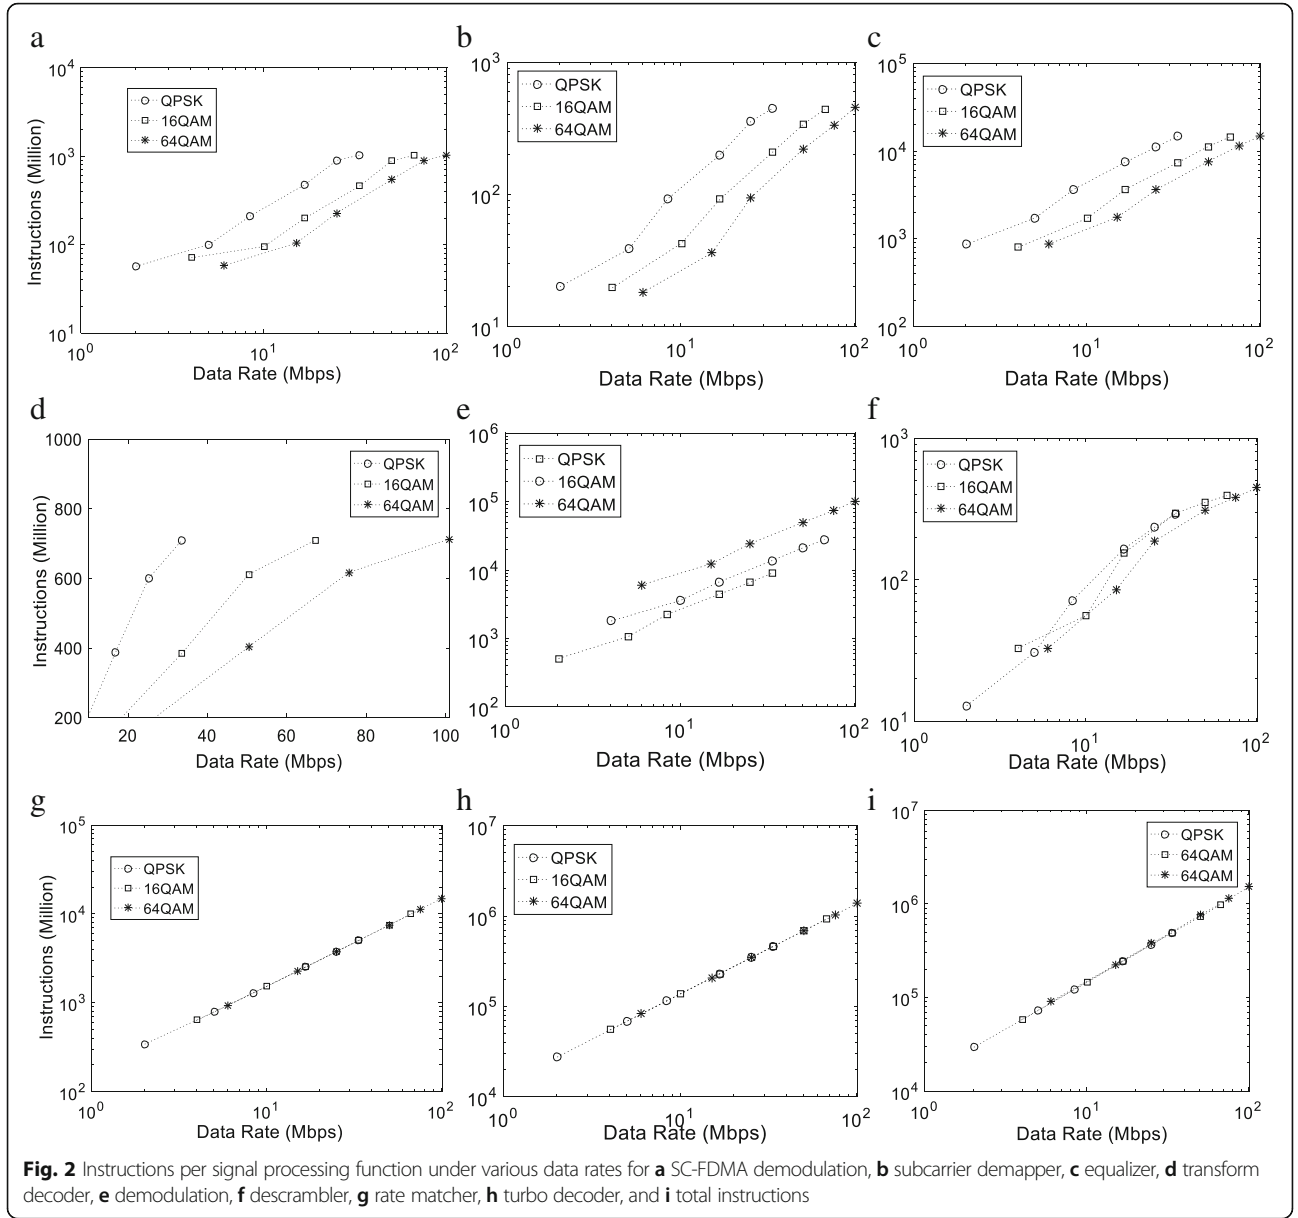 a
10^4
10^3
10^2
10^1
Instructions (Million)
QPSK
16QAM
64QAM
10^0
10^1
10^2
Data Rate (Mbps)
b
10^3
10^2
10^1
QPSK
16QAM
64QAM
10^0
10^1
10^2
Data Rate (Mbps)
c
10^5
10^4
10^3
10^2
QPSK
16QAM
64QAM
10^0
10^1
10^2
Data Rate (Mbps)
d
1000
800
600
400
200
Instructions (Million)
QPSK
16QAM
64QAM
20
40
60
80
100
Data Rate (Mbps)
e
10^6
10^5
10^4
10^3
10^2
QPSK
16QAM
64QAM
10^0
10^1
10^2
Data Rate (Mbps)
f
10^3
10^2
10^1
QPSK
16QAM
64QAM
10^0
10^1
10^2
Data Rate (Mbps)
g
10^5
10^4
10^3
10^2
Instructions (Million)
QPSK
16QAM
64QAM
10^0
10^1
10^2
Data Rate (Mbps)
h
10^7
10^6
10^5
10^4
QPSK
16QAM
64QAM
10^0
10^1
10^2
Data Rate (Mbps)
i
10^7
10^6
10^5
10^4
QPSK
64QAM
64QAM
10^0
10^1
10^2
Data Rate (Mbps)
Fig. 2 Instructions per signal processing function under various data rates for a SC-FDMA demodulation, b subcarrier demapper, c equalizer, d transform
decoder, e demodulation, f descrambler, g rate matcher, h turbo decoder, and i total instructions